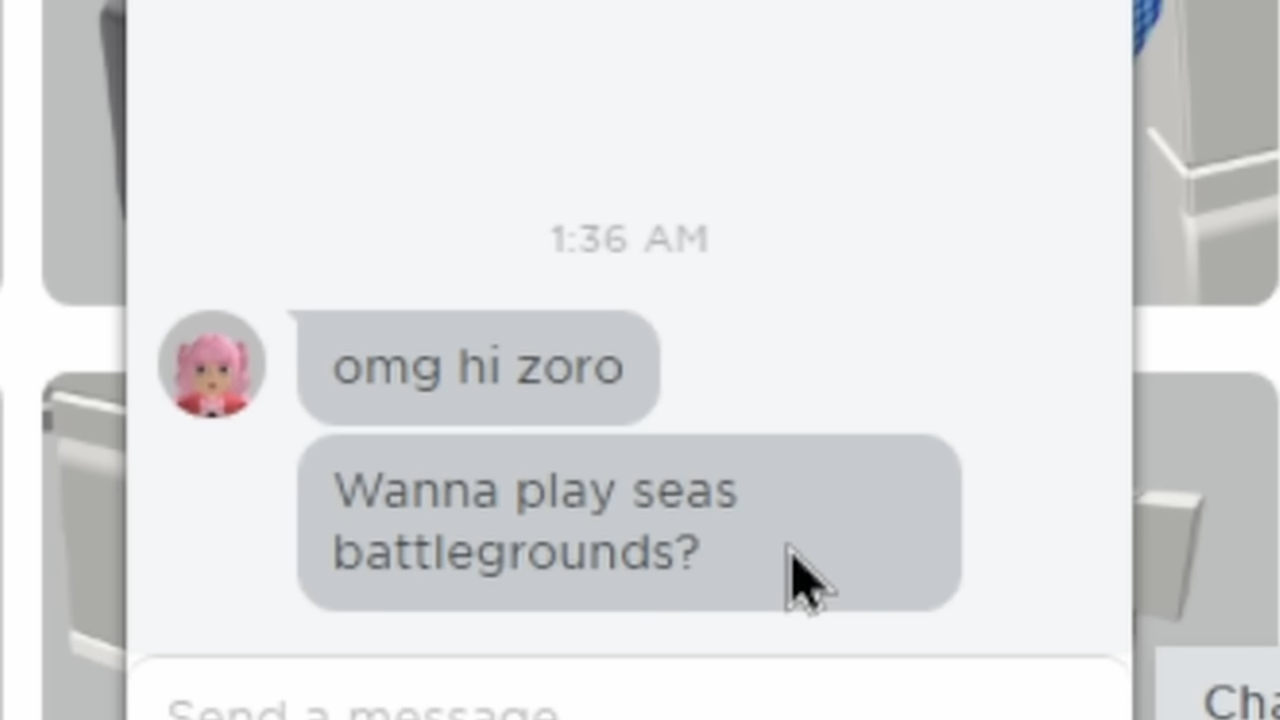 1:36 AM
omg hi zoro
Wanna play seas
battlegrounds?
Send a message